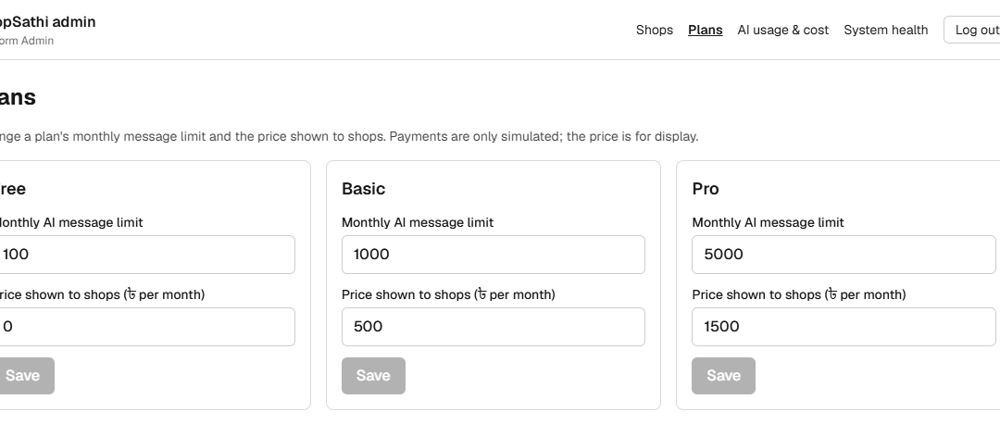 opSathi admin
orm Admin
Shops Plans AI usage & cost System health Log out
ans
nge a plan's monthly message limit and the price shown to shops. Payments are only simulated; the price is for display.
ree
Monthly AI message limit
100
rice shown to shops (৳ per month)
0
Save
Basic
Monthly AI message limit
1000
Price shown to shops (৳ per month)
500
Save
Pro
Monthly AI message limit
5000
Price shown to shops (৳ per month)
1500
Save